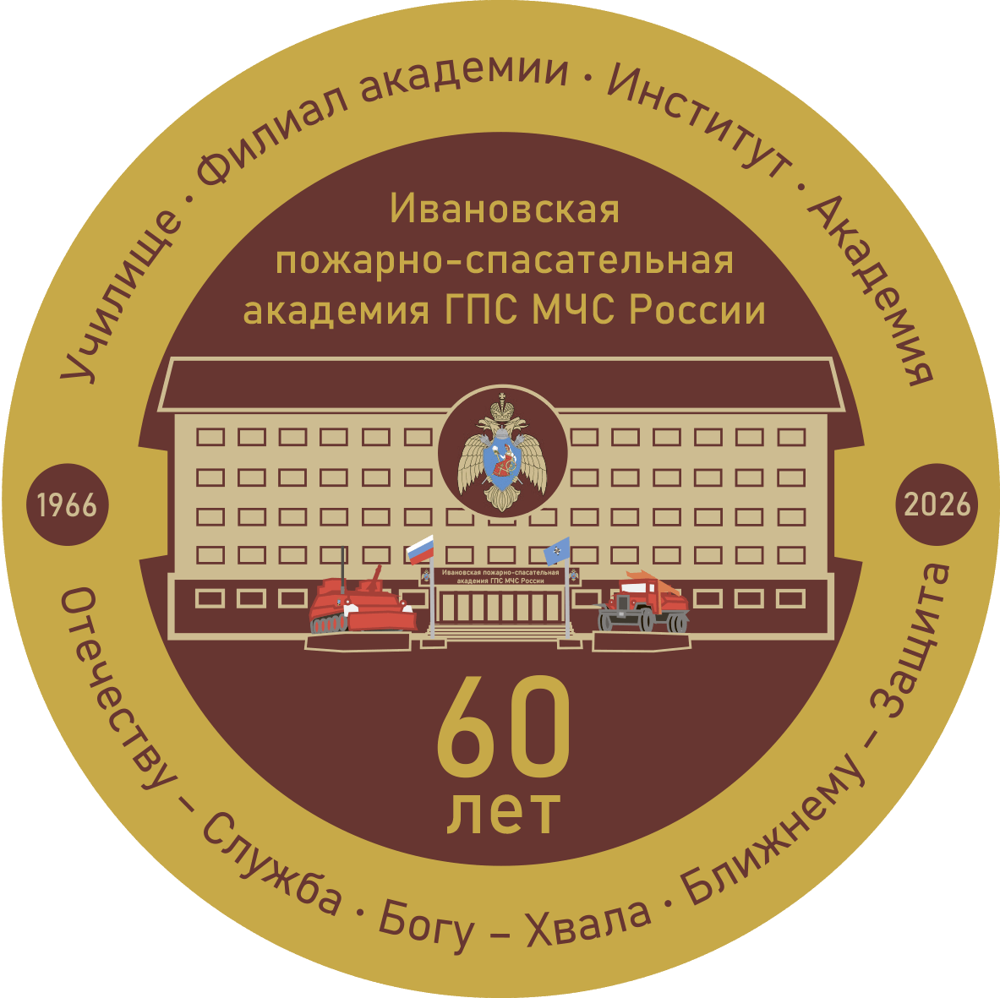 Училище · Филиал академии · Институт · Академия
Ивановская
пожарно-спасательная
академия ГПС МЧС России
1966
2026
Ивановская пожарно-спасательная
академия ГПС МЧС России
60
лет
Отечеству – Служба · Богу – Хвала · Ближнему – Защита